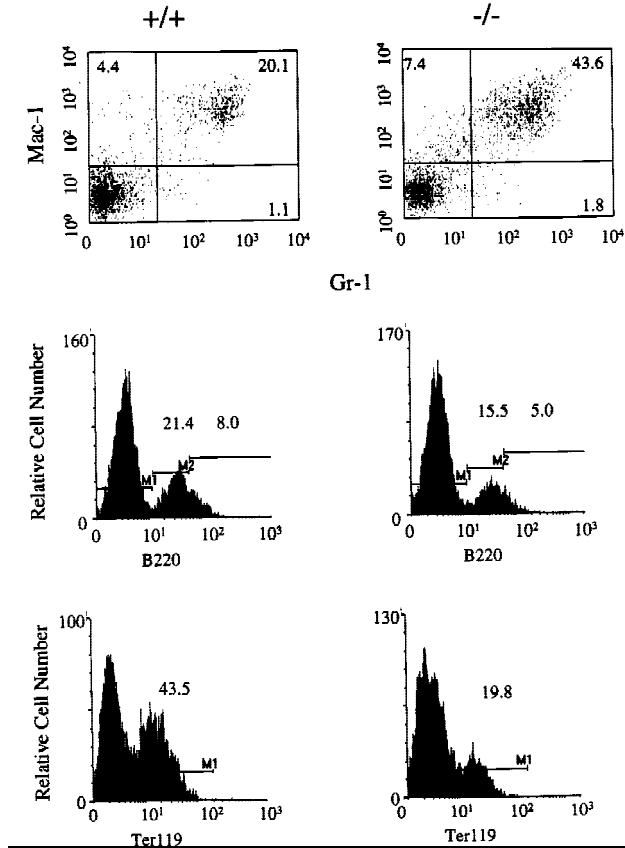 +/+ -/-
Mac-1
10⁴ 10³ 10² 10¹ 10⁰
4.4 20.1
1.1
0 10¹ 10² 10³ 10⁴
10⁴ 10³ 10² 10¹ 10⁰
7.4 43.6
1.8
0 10¹ 10² 10³ 10⁴
Gr-1
Relative Cell Number
160
21.4 8.0
M1 M2
0
0 10¹ 10² 10³
B220
170
15.5 5.0
M1 M2
0
0 10¹ 10² 10³
B220
Relative Cell Number
100
43.5
M1
0
0 10¹ 10² 10³
Ter119
130
19.8
M1
0
0 10¹ 10² 10³
Ter119